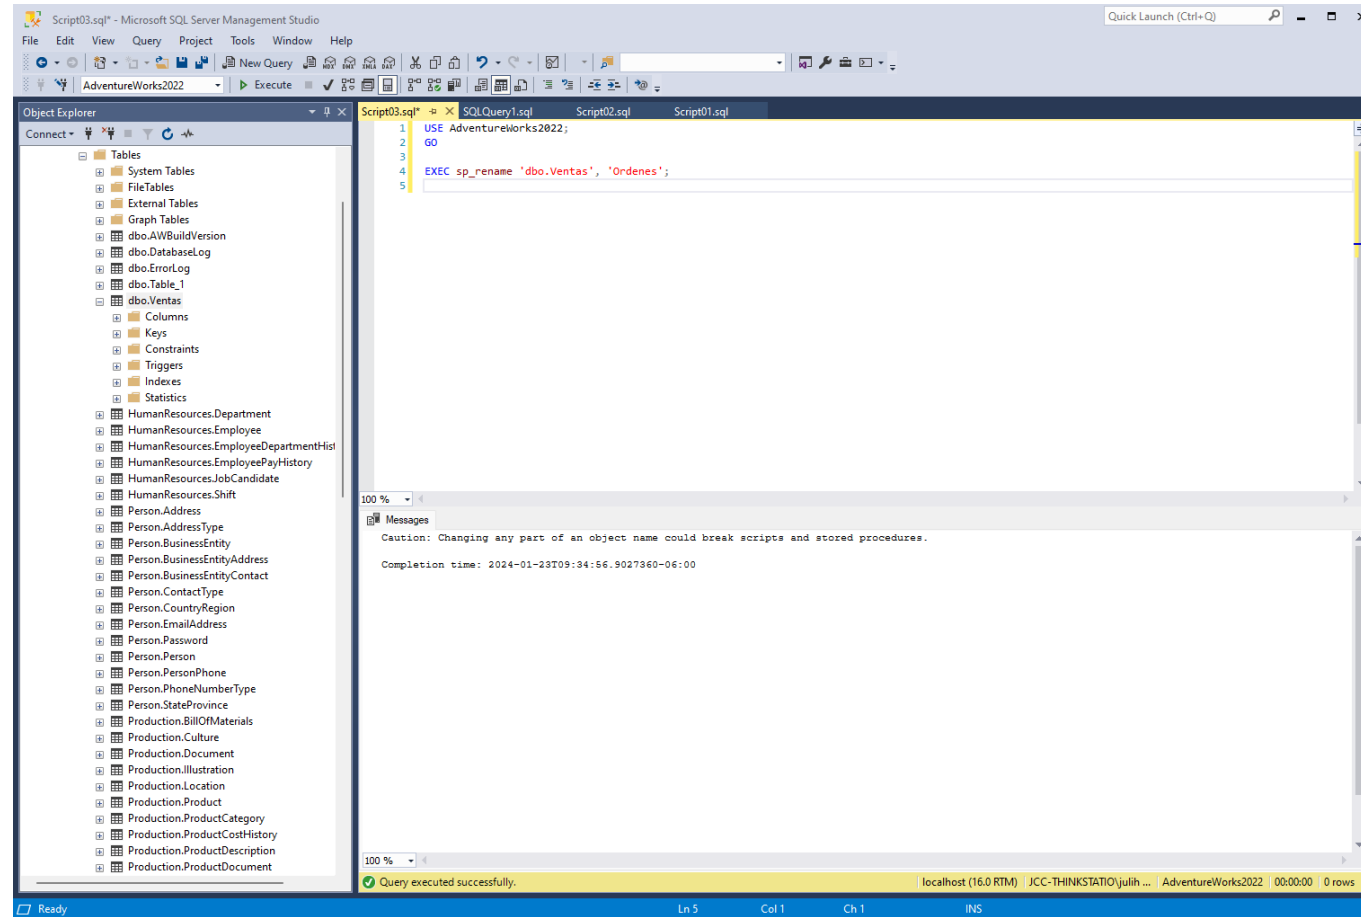 Script03.sql* - Microsoft SQL Server Management Studio
Quick Launch (Ctrl+Q)
File Edit View Query Project Tools Window Help
New Query
AdventureWorks2022
Execute
Object Explorer
Connect
Tables
System Tables
FileTables
External Tables
Graph Tables
dbo.AWBuildVersion
dbo.DatabaseLog
dbo.ErrorLog
dbo.Table_1
dbo.Ventas
Columns
Keys
Constraints
Triggers
Indexes
Statistics
HumanResources.Department
HumanResources.Employee
HumanResources.EmployeeDepartmentHist
HumanResources.EmployeePayHistory
HumanResources.JobCandidate
HumanResources.Shift
Person.Address
Person.AddressType
Person.BusinessEntity
Person.BusinessEntityAddress
Person.BusinessEntityContact
Person.ContactType
Person.CountryRegion
Person.EmailAddress
Person.Password
Person.Person
Person.PersonPhone
Person.PhoneNumberType
Person.StateProvince
Production.BillOfMaterials
Production.Culture
Production.Document
Production.Illustration
Production.Location
Production.Product
Production.ProductCategory
Production.ProductCostHistory
Production.ProductDescription
Production.ProductDocument
Script03.sql* SQLQuery1.sql Script02.sql Script01.sql
1 USE AdventureWorks2022;
2 GO
3
4 EXEC sp_rename 'dbo.Ventas', 'Ordenes';
5
100 %
Messages
Caution: Changing any part of an object name could break scripts and stored procedures.
Completion time: 2024-01-23T09:34:56.9027360-06:00
100 %
Query executed successfully.
localhost (16.0 RTM) JCC-THINKSTATIO\julih ... AdventureWorks2022 00:00:00 0 rows
Ready Ln 5 Col 1 Ch 1 INS